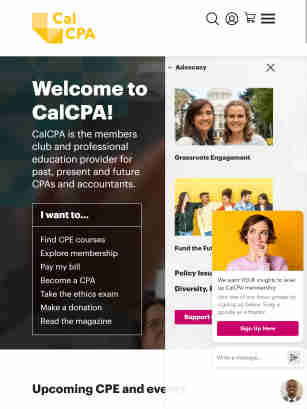 Cal
CPA
Advocacy
Welcome to
CalCPA!
CalCPA is the members
club and professional
education provider for
past, present and future
CPAs and accountants.
I want to...
Find CPE courses
Explore membership
Pay my bill
Become a CPA
Take the ethics exam
Make a donation
Read the magazine
Grassroots Engagement
Fund the Fu
Policy Issu
Diversity,
Support
We want YOUR insights to level
up CalCPA membership
Sign Up Here
Write a message...
Upcoming CPE and eve